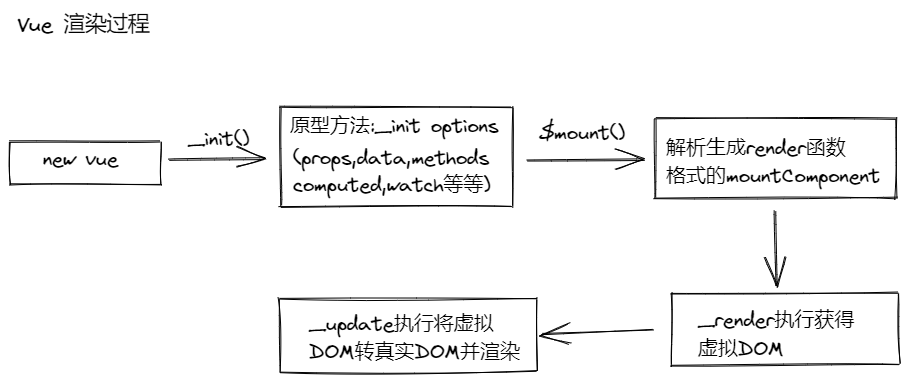 Vue 渲染过程
new vue
_init()
原型方法:_init options
(props,data,methods
computed,watch等等)
$mount()
解析生成render函数
格式的mountComponent
_render执行获得
虚拟DOM
_update执行将虚拟
DOM转真实DOM并渲染